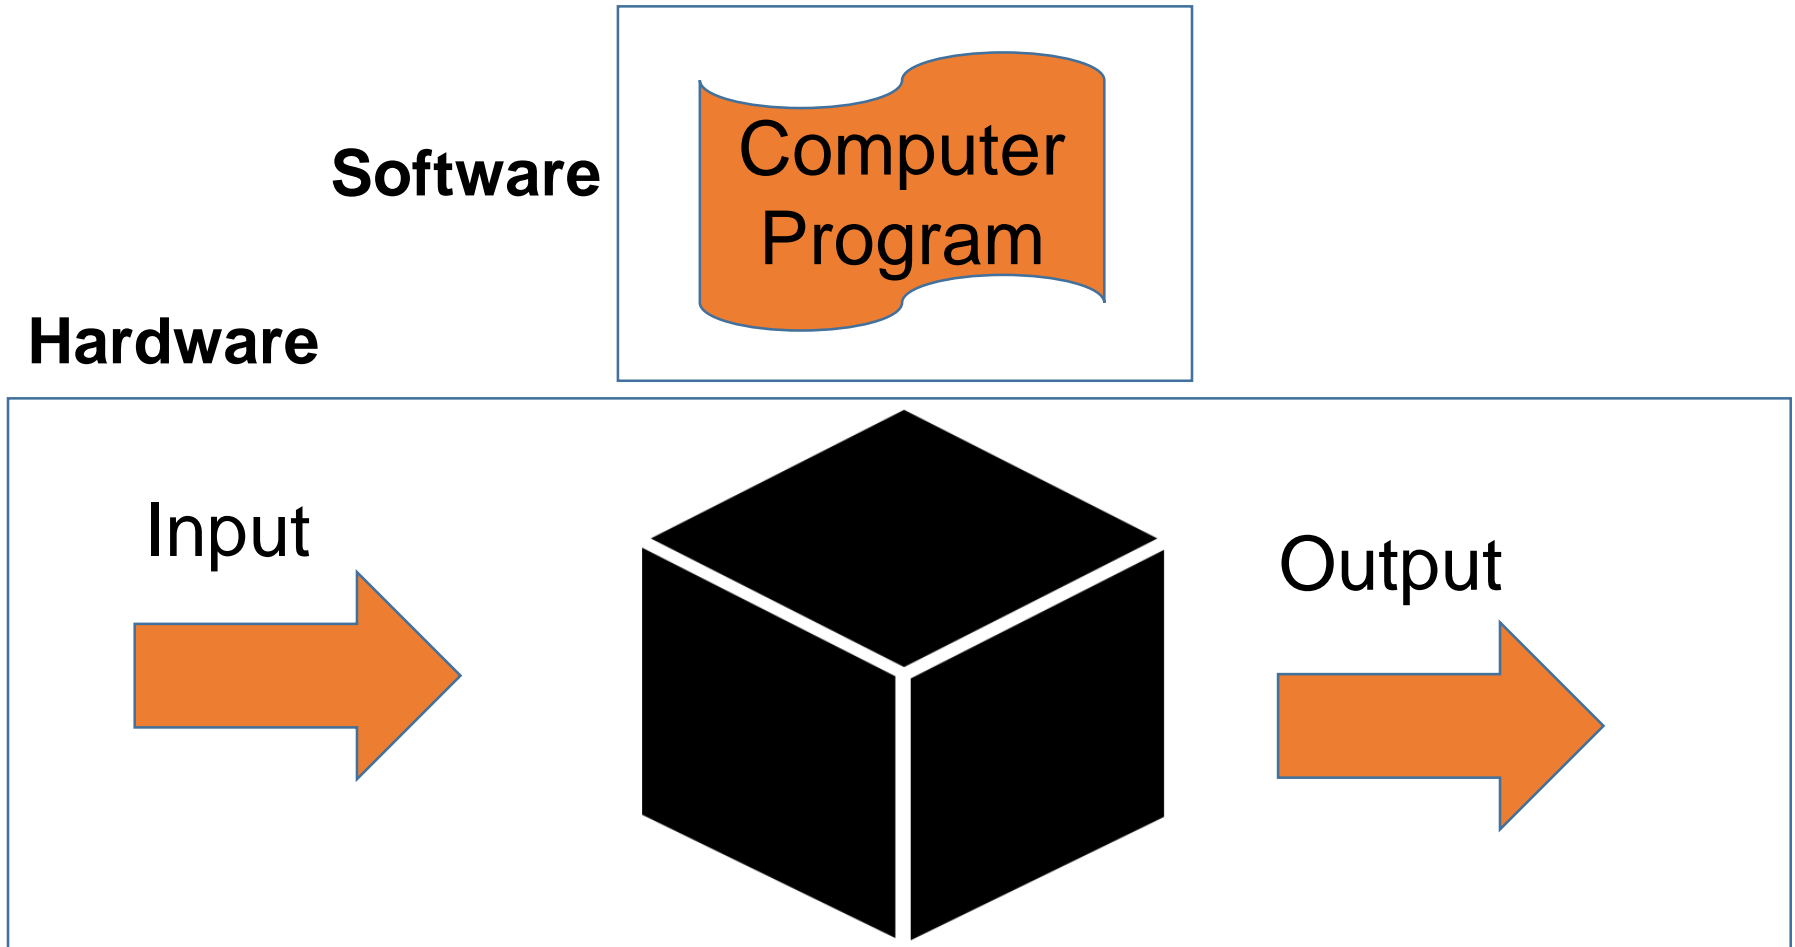 Computer
Program
Software
Hardware
Input
Output